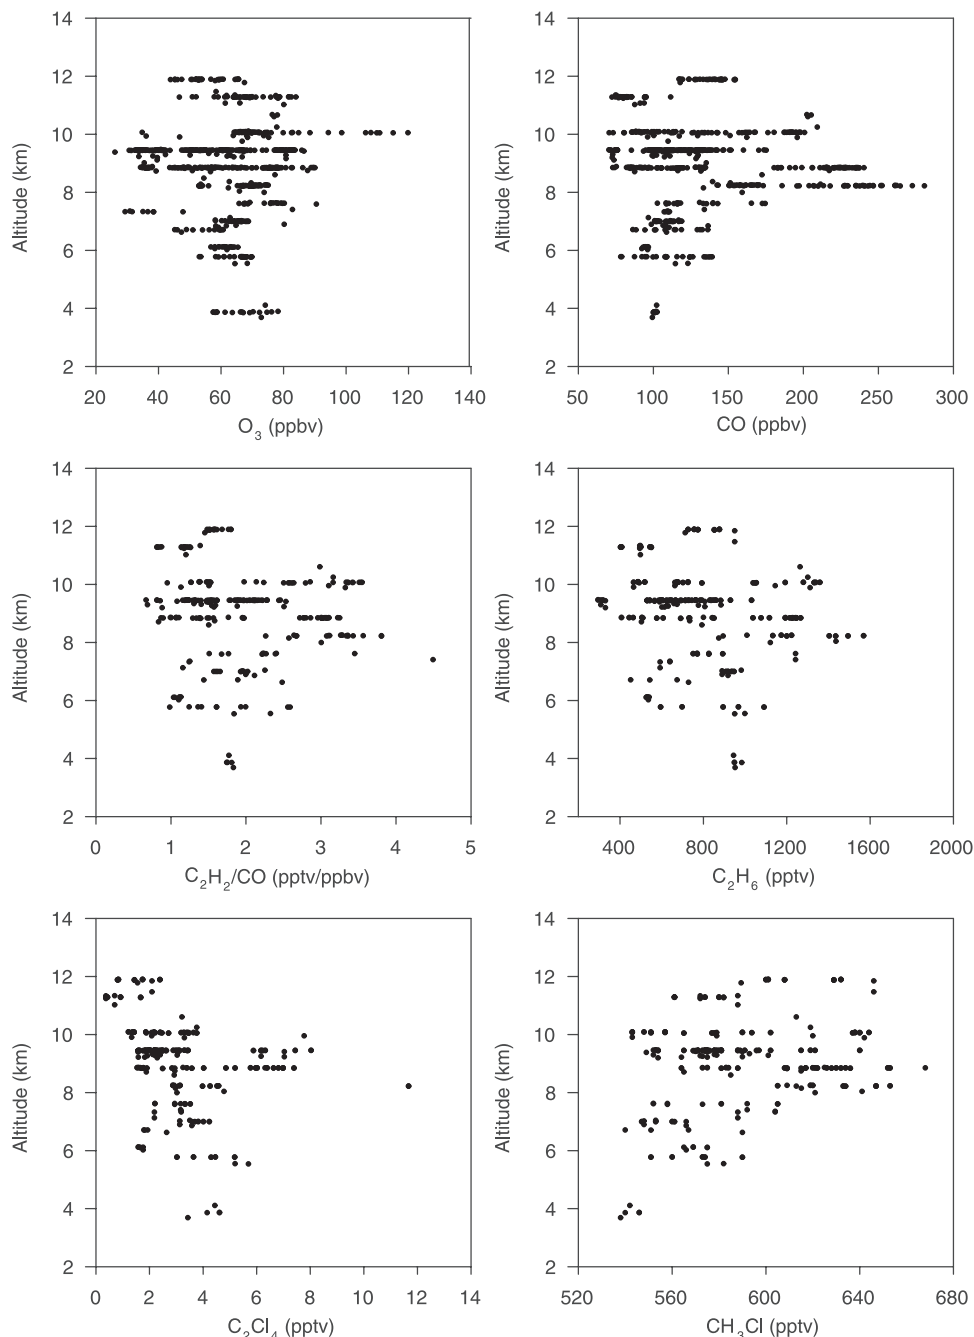 14
12
10
8
6
4
2
Altitude (km)
20 40 60 80 100 120 140
O3 (ppbv)
14
12
10
8
6
4
2
Altitude (km)
50 100 150 200 250 300
CO (ppbv)
14
12
10
8
6
4
2
Altitude (km)
0 1 2 3 4 5
C2H2/CO (pptv/ppbv)
14
12
10
8
6
4
2
Altitude (km)
400 800 1200 1600 2000
C2H6 (pptv)
14
12
10
8
6
4
2
Altitude (km)
0 2 4 6 8 10 12 14
C2Cl4 (pptv)
14
12
10
8
6
4
2
Altitude (km)
520 560 600 640 680
CH3Cl (pptv)